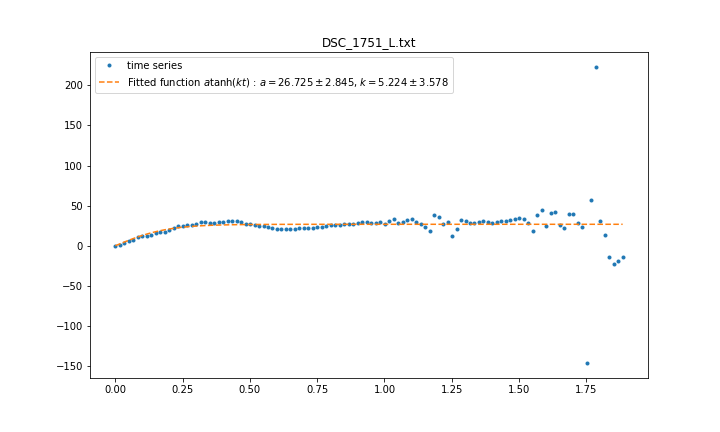 DSC_1751_L.txt
time series
Fitted function atanh(kt) : a = 26.725 ± 2.845, k = 5.224 ± 3.578
200
150
100
50
0
−50
−100
−150
0.00 0.25 0.50 0.75 1.00 1.25 1.50 1.75